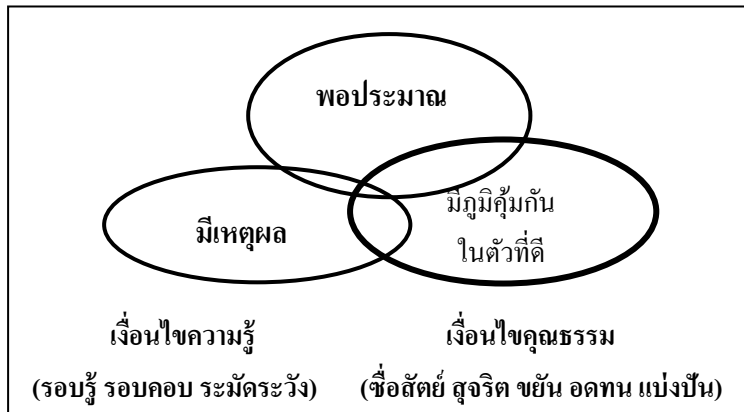 พอประมาณ
มีเหตุผล
มีภูมิคุ้มกัน
ในตัวที่ดี
เงื่อนไขความรู้
(รอบรู้ รอบคอบ ระมัดระวัง)
เงื่อนไขคุณธรรม
(ซื่อสัตย์ สุจริต ขยัน อดทน แบ่งปัน)